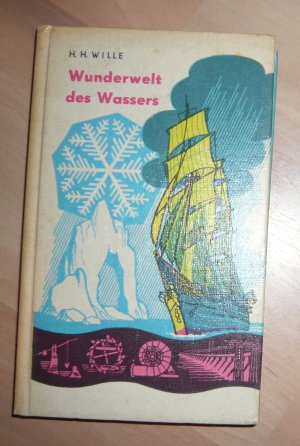 H. H. WILLE
Wunderwelt
des Wassers